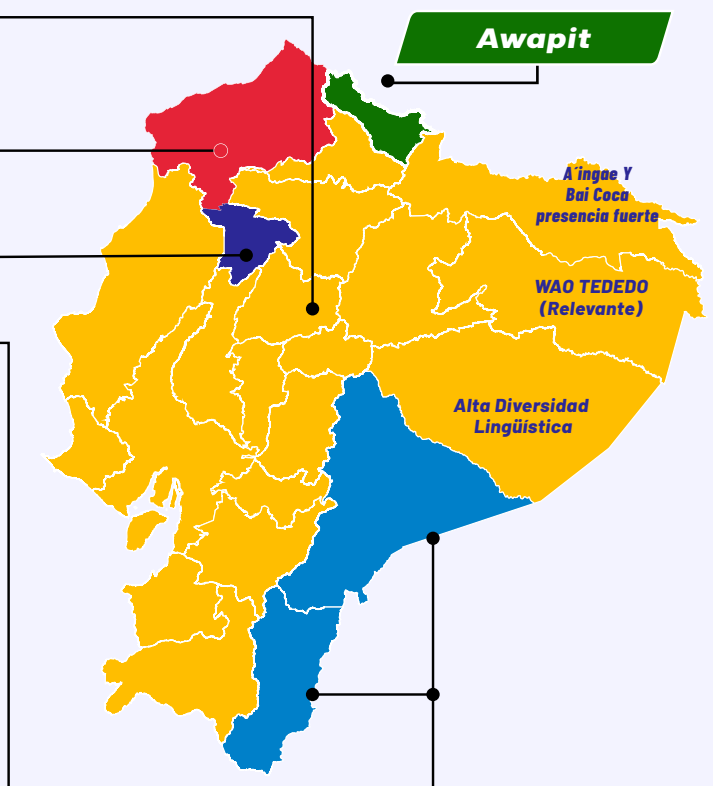 Awapit
A´ingae Y
Bai Coca
presencia fuerte
WAO TEDEDO
(Relevante)
Alta Diversidad
Lingüística